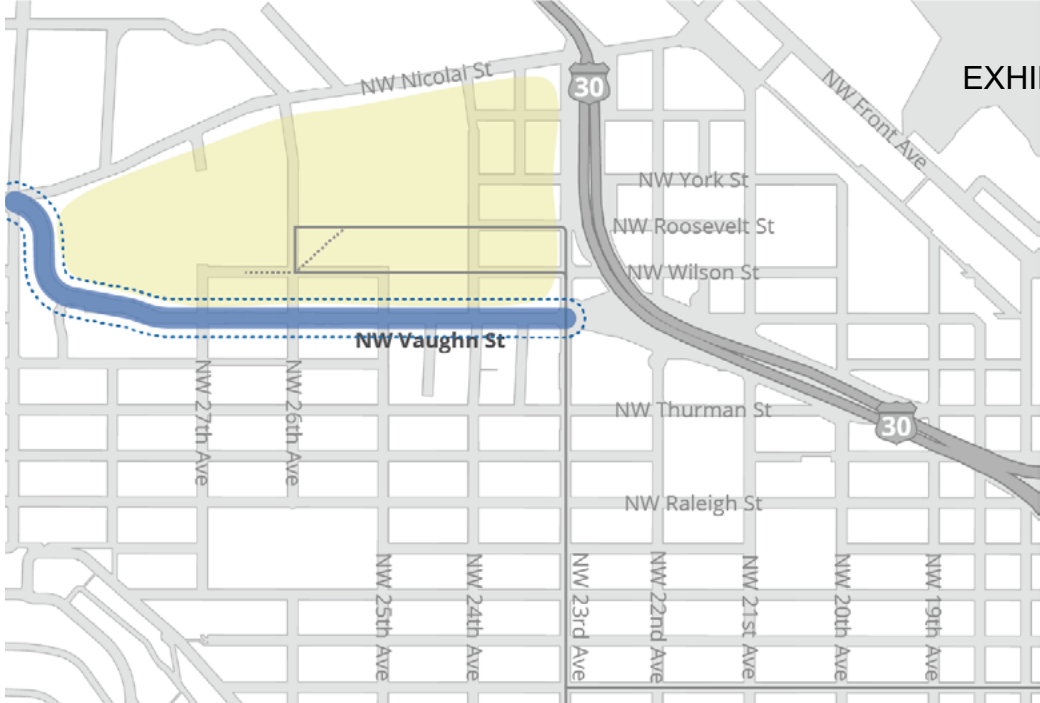 NW Nicolai St
30
EXHI
NW Front Ave
NW York St
NW Roosevelt St
NW Wilson St
NW Vaughn St
NW 27th Ave
NW 26th Ave
NW Thurman St
30
NW Raleigh St
NW 25th Ave
NW 24th Ave
NW 23rd Ave
NW 22nd Ave
NW 21st Ave
NW 20th Ave
NW 19th Ave